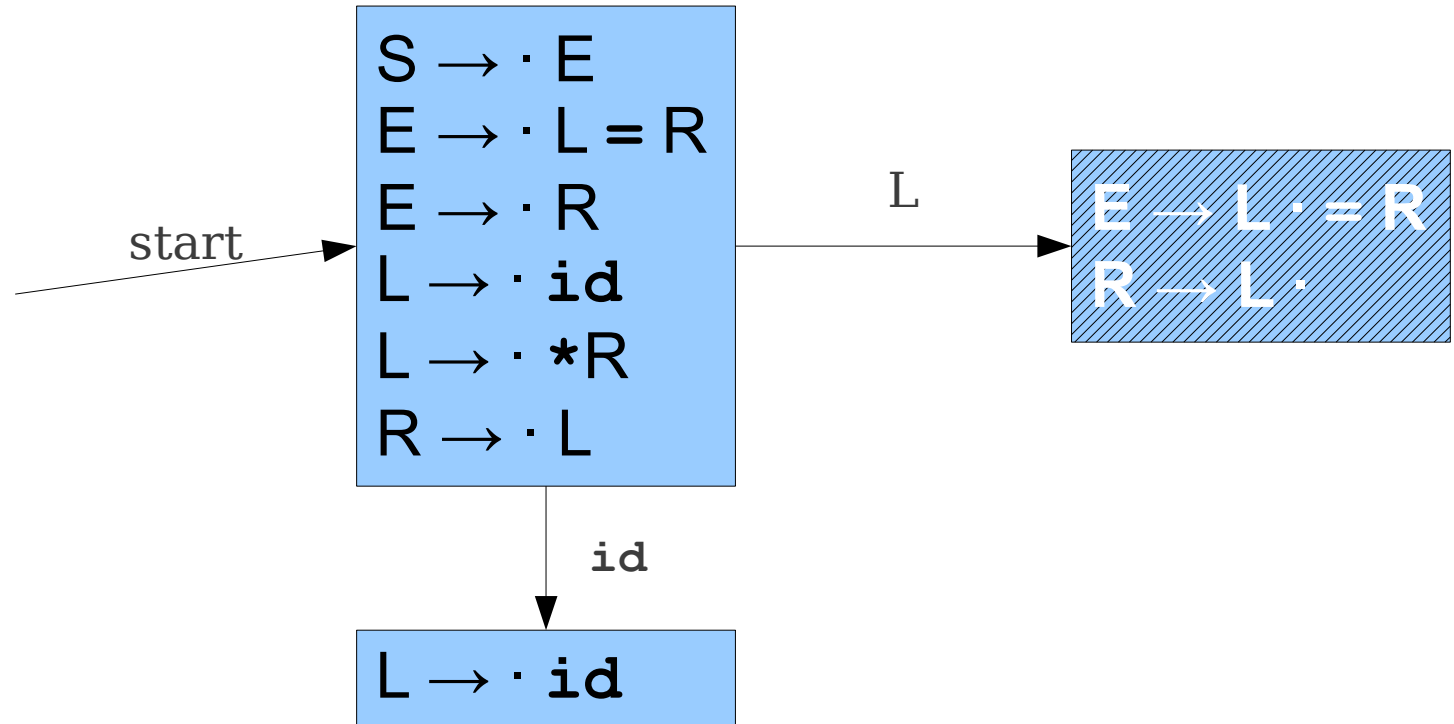 start
S → · E
E → · L = R
E → · R
L → · id
L → · *R
R → · L
L
E → L · = R
R → L ·
id
L → · id